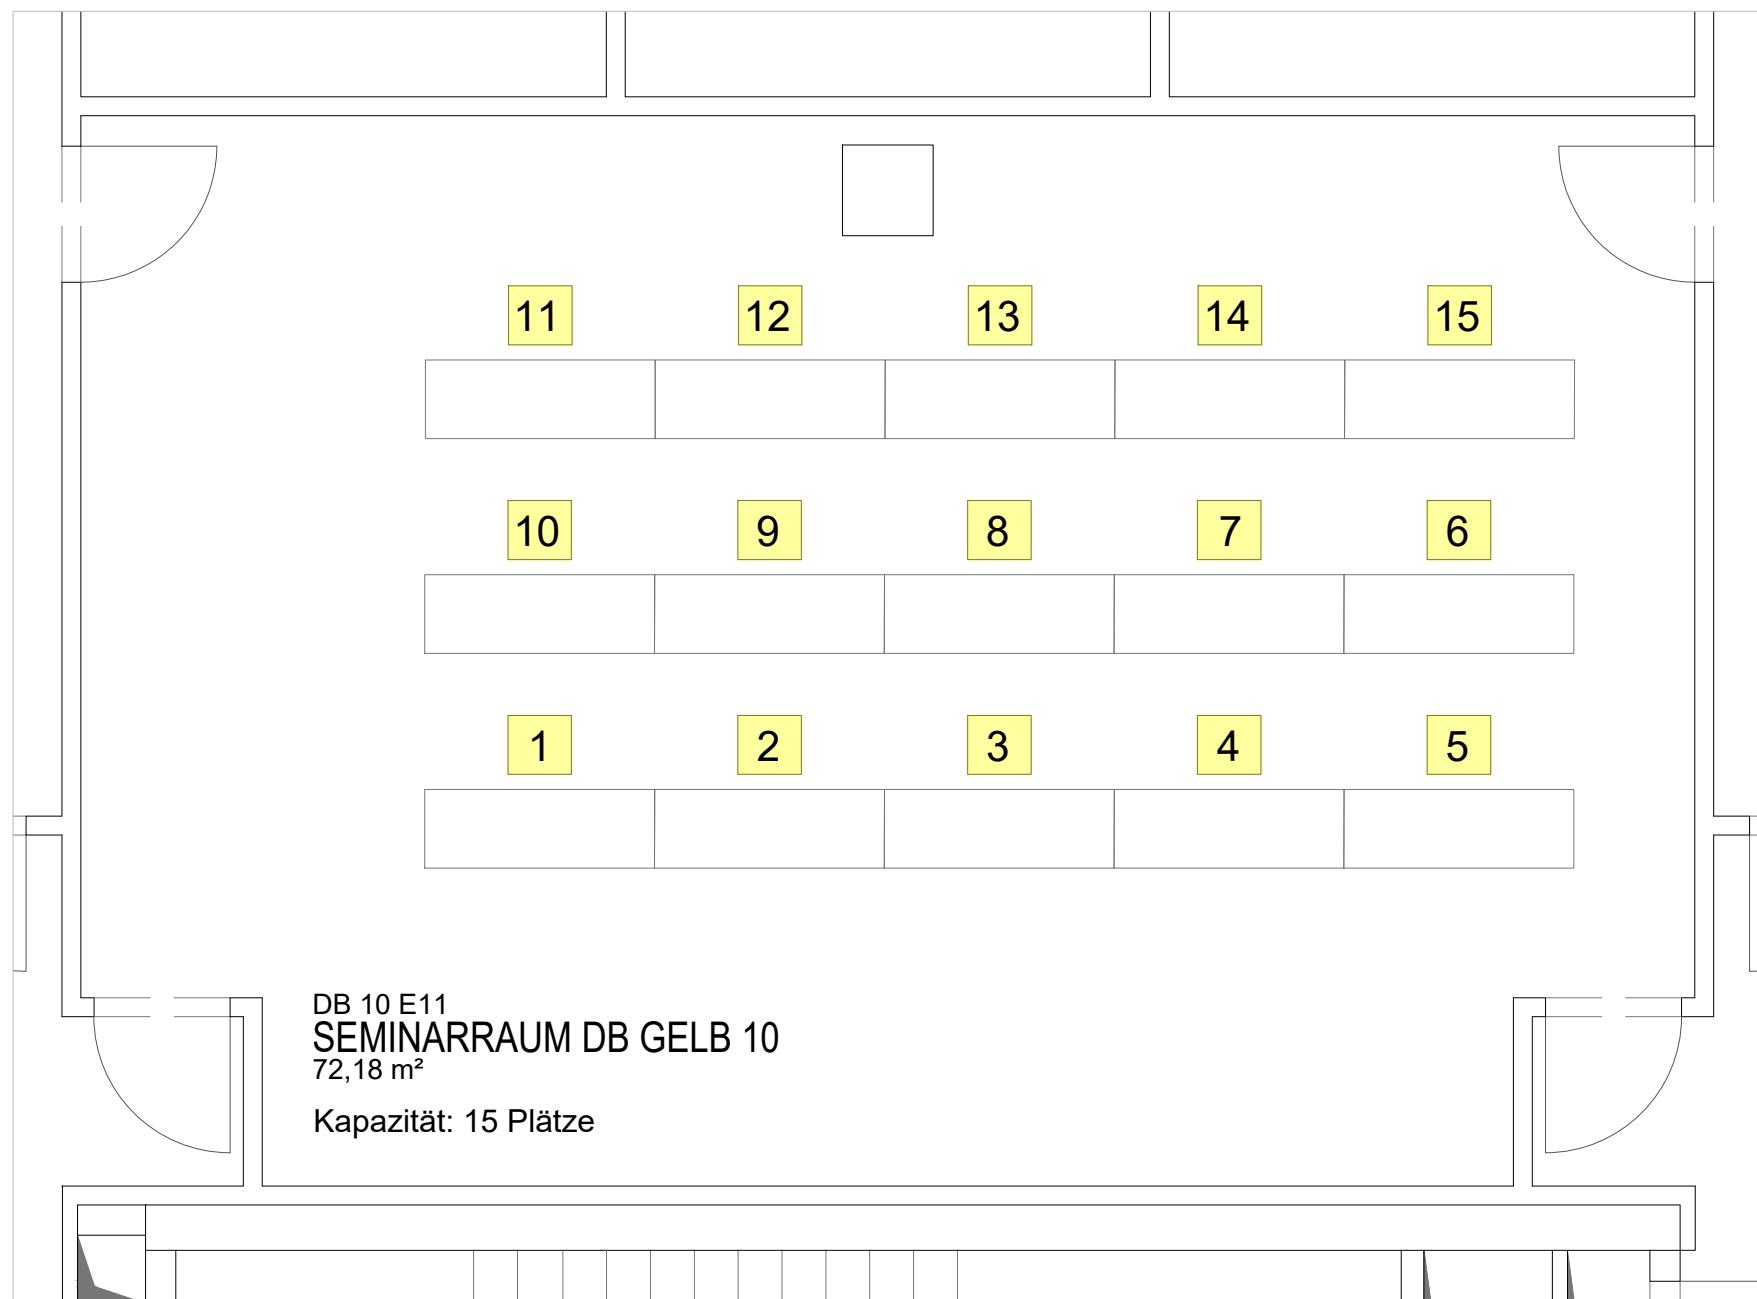 11 12 13 14 15
10 9 8 7 6
1 2 3 4 5
DB 10 E11
SEMINARRAUM DB GELB 10
72,18 m²
Kapazität: 15 Plätze